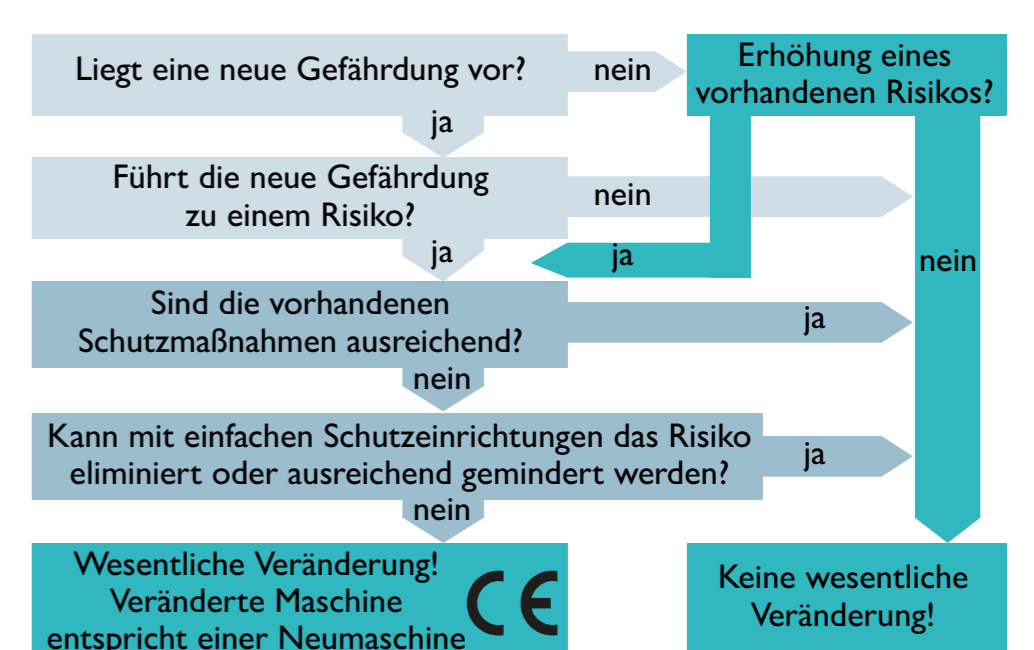 Liegt eine neue Gefährdung vor?
nein
Erhöhung eines
vorhandenen Risikos?
ja
Führt die neue Gefährdung
zu einem Risiko?
nein
ja
ja
nein
Sind die vorhandenen
Schutzmaßnahmen ausreichend?
ja
nein
Kann mit einfachen Schutzeinrichtungen das Risiko
eliminiert oder ausreichend gemindert werden?
ja
nein
Wesentliche Veränderung!
Veränderte Maschine
entspricht einer Neumaschine
CE
Keine wesentliche
Veränderung!